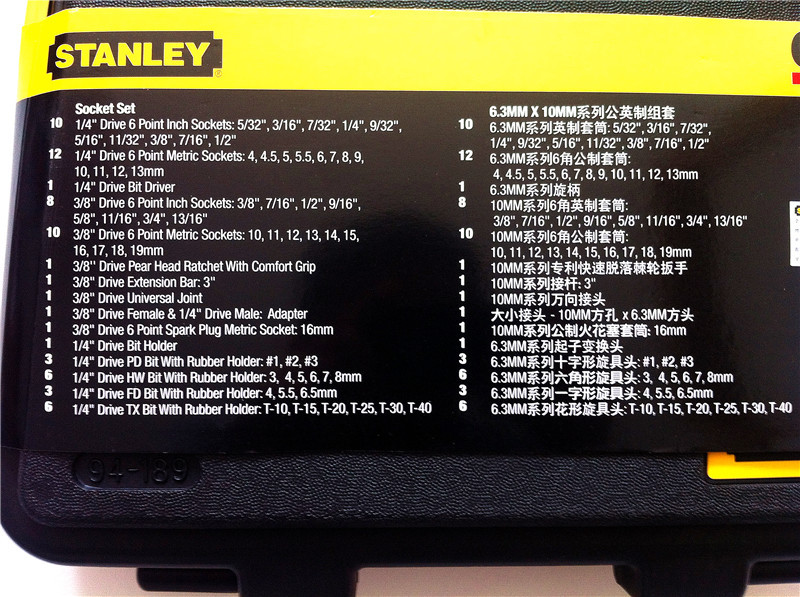 STANLEY
Socket Set
10 1/4" Drive 6 Point Inch Sockets: 5/32", 3/16", 7/32", 1/4", 9/32",
5/16", 11/32", 3/8", 7/16", 1/2"
12 1/4" Drive 6 Point Metric Sockets: 4, 4.5, 5, 5.5, 6, 7, 8, 9,
10, 11, 12, 13mm
1 1/4" Drive Bit Driver
8 3/8" Drive 6 Point Inch Sockets: 3/8", 7/16", 1/2", 9/16",
5/8", 11/16", 3/4", 13/16"
10 3/8" Drive 6 Point Metric Sockets: 10, 11, 12, 13, 14, 15,
16, 17, 18, 19mm
1 3/8" Drive Pear Head Ratchet With Comfort Grip
1 3/8" Drive Extension Bar: 3"
1 3/8" Drive Universal Joint
1 3/8" Drive Female & 1/4" Drive Male: Adapter
1 3/8" Drive 6 Point Spark Plug Metric Socket: 16mm
1 1/4" Drive Bit Holder
3 1/4" Drive PD Bit With Rubber Holder: #1, #2, #3
6 1/4" Drive HW Bit With Rubber Holder: 3, 4, 5, 6, 7, 8mm
3 1/4" Drive FD Bit With Rubber Holder: 4, 5.5, 6.5mm
6 1/4" Drive TX Bit With Rubber Holder: T-10, T-15, T-20, T-25, T-30, T-40
6.3MM X 10MM系列公英制组套
10 6.3MM系列英制套筒: 5/32", 3/16", 7/32",
1/4", 9/32", 5/16", 11/32", 3/8", 7/16", 1/2"
12 6.3MM系列6角公制套筒:
4, 4.5, 5, 5.5, 6, 7, 8, 9, 10, 11, 12, 13mm
1 6.3MM系列旋柄
8 10MM系列6角英制套筒:
3/8", 7/16", 1/2", 9/16", 5/8", 11/16", 3/4", 13/16"
10 10MM系列6角公制套筒:
10, 11, 12, 13, 14, 15, 16, 17, 18, 19mm
1 10MM系列专利快速脱落棘轮扳手
1 10MM系列接杆: 3"
1 10MM系列万向接头
1 大小接头 - 10MM方孔 x 6.3MM方头
1 10MM系列公制火花塞套筒: 16mm
1 6.3MM系列起子变换头
3 6.3MM系列十字形旋具头: #1, #2, #3
6 6.3MM系列六角形旋具头: 3, 4, 5, 6, 7, 8mm
3 6.3MM系列一字形旋具头: 4, 5.5, 6.5mm
6 6.3MM系列花形旋具头: T-10, T-15, T-20, T-25, T-30, T-40
94-189